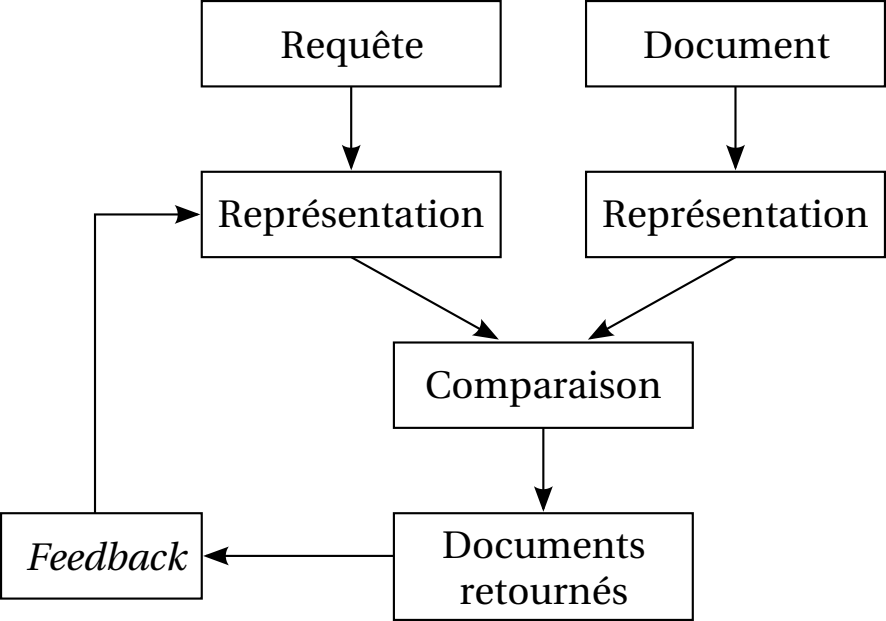 Requête
Document
Représentation
Représentation
Comparaison
Feedback
Documents
retournés